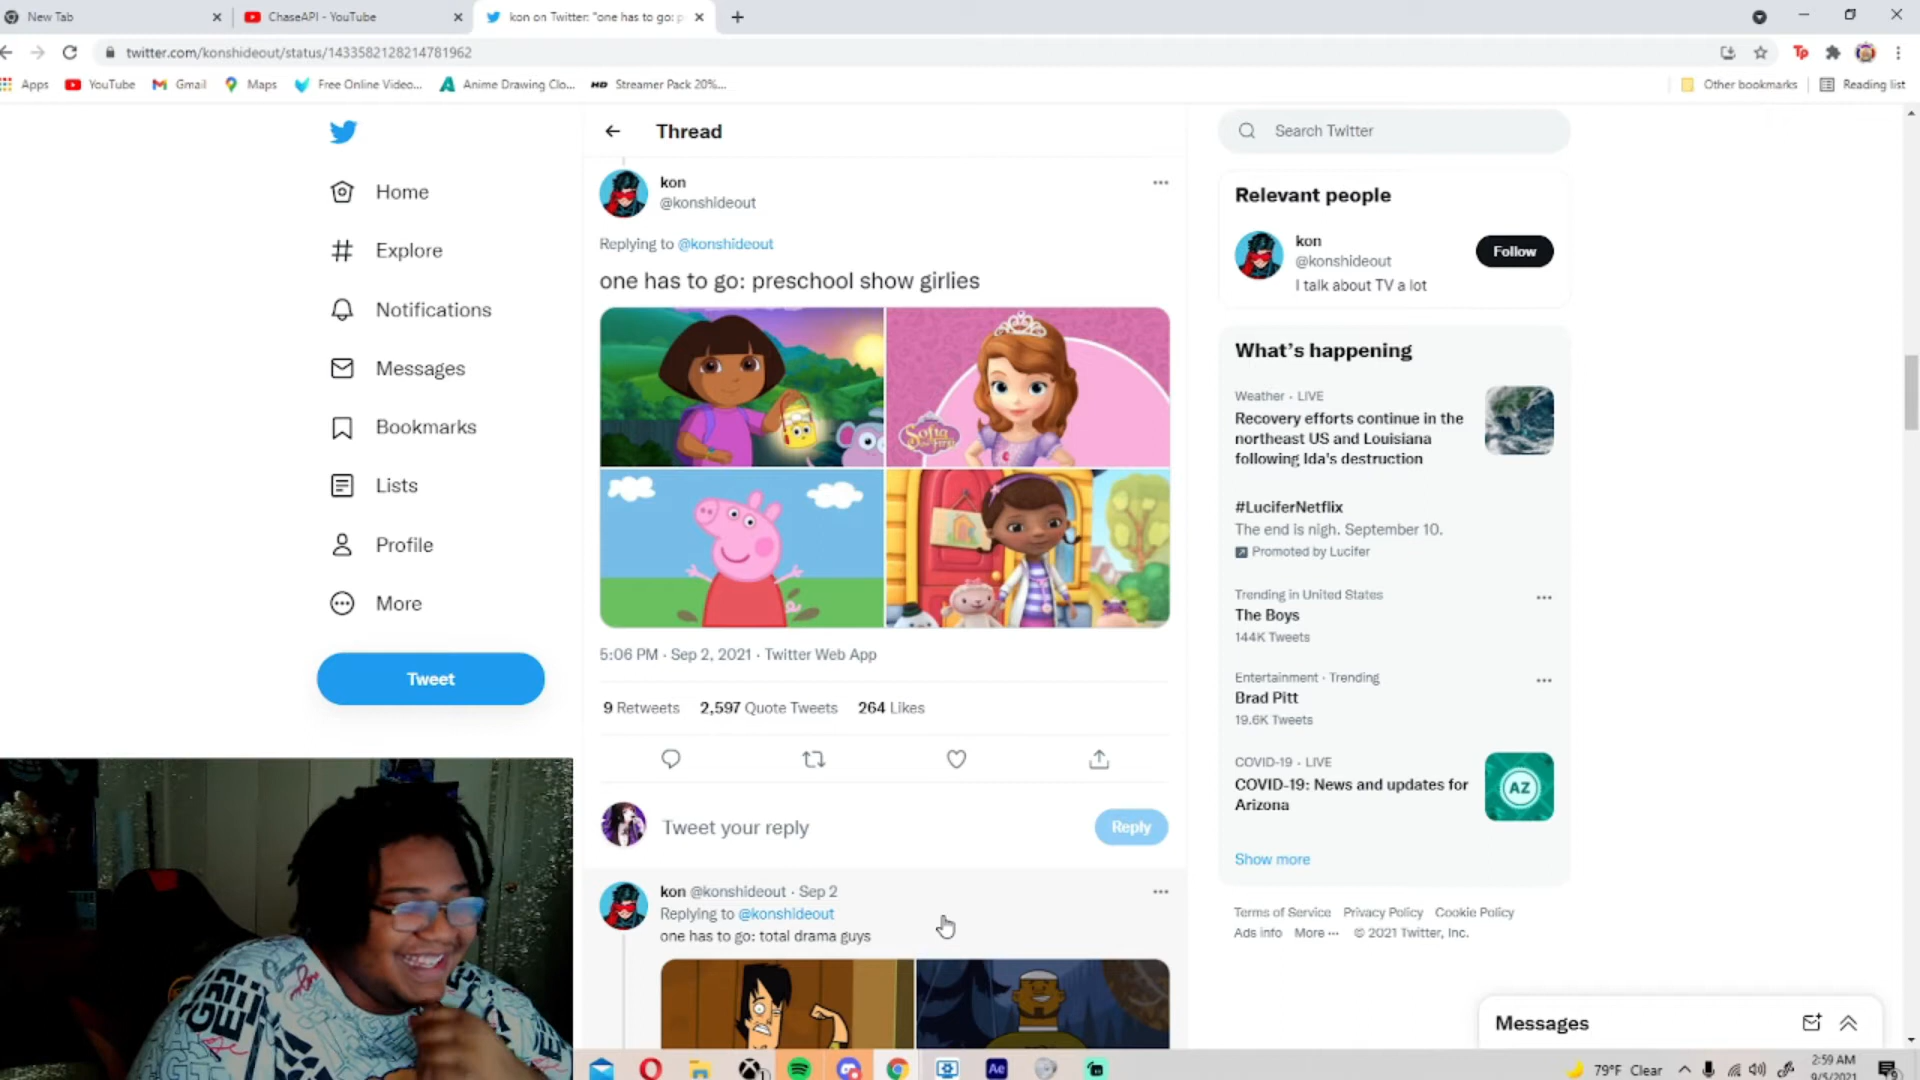 New Tab
ChaseAPI - YouTube
kon on Twitter: "one has to go: p
twitter.com/konshideout/status/1433582128214781962
Apps
YouTube
Gmail
Maps
Free Online Video...
Anime Drawing Clo...
HD Streamer Pack 20%...
Other bookmarks
Reading list
Home
Explore
Notifications
Messages
Bookmarks
Lists
Profile
More
Tweet
Thread
kon
@konshideout
Replying to @konshideout
one has to go: preschool show girlies
Sofia
the First
5:06 PM · Sep 2, 2021 · Twitter Web App
9 Retweets 2,597 Quote Tweets 264 Likes
Tweet your reply
Reply
kon @konshideout · Sep 2
Replying to @konshideout
one has to go: total drama guys
Search Twitter
Relevant people
kon
@konshideout
I talk about TV a lot
Follow
What's happening
Weather · LIVE
Recovery efforts continue in the
northeast US and Louisiana
following Ida's destruction
#LuciferNetflix
The end is nigh. September 10.
Promoted by Lucifer
Trending in United States
The Boys
144K Tweets
Entertainment · Trending
Brad Pitt
19.6K Tweets
COVID-19 · LIVE
COVID-19: News and updates for
Arizona
AZ
Show more
Terms of Service Privacy Policy Cookie Policy
Ads info More ··· © 2021 Twitter, Inc.
Messages
Ae
79°F Clear
2:59 AM
9/5/2021